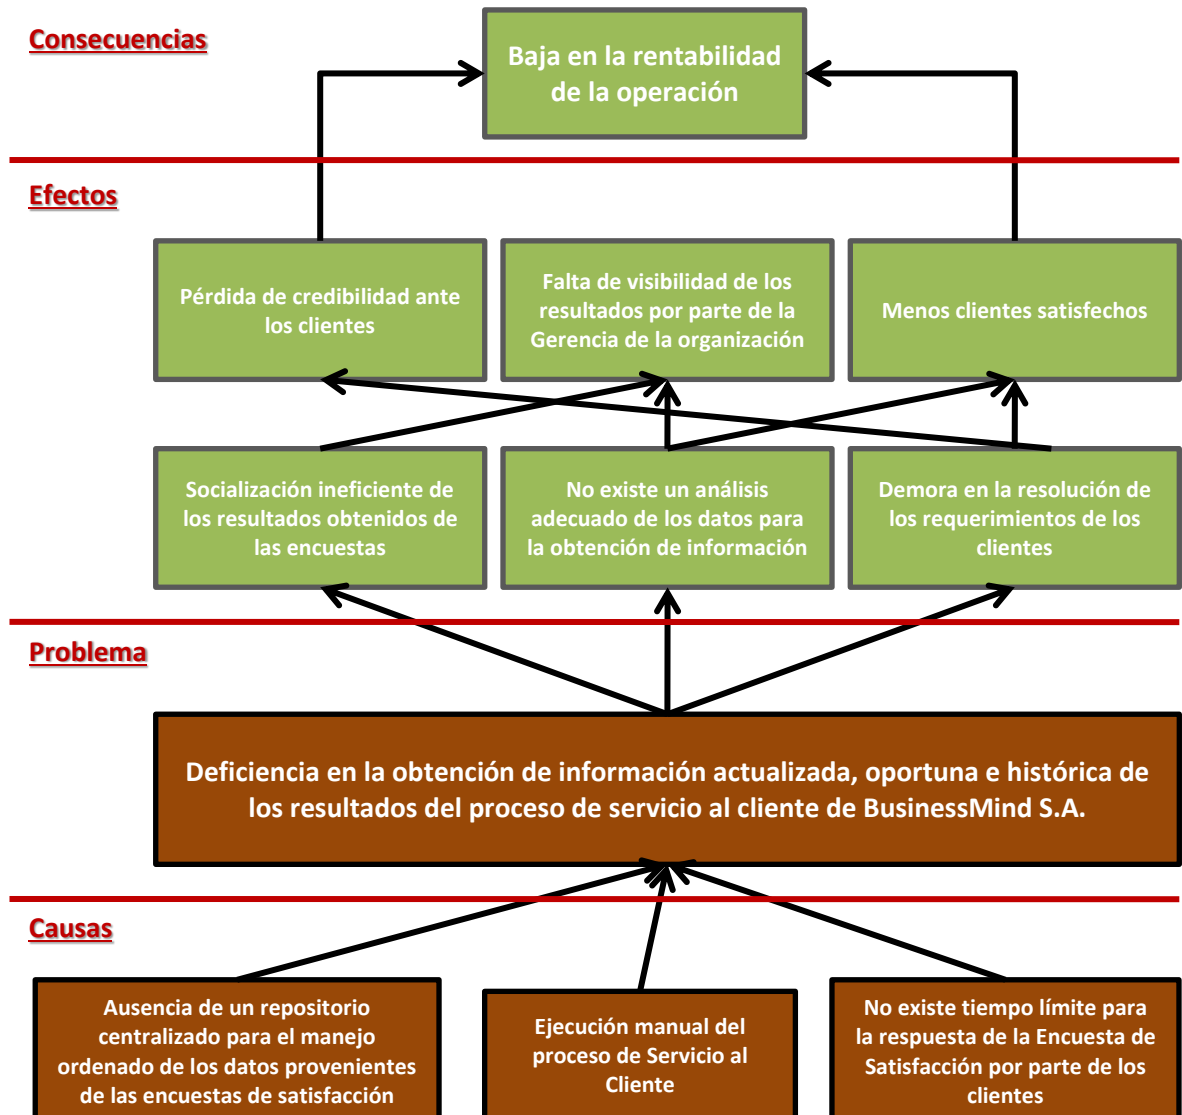 Consecuencias
Baja en la rentabilidad
de la operación
Efectos
Pérdida de credibilidad ante
los clientes
Falta de visibilidad de los
resultados por parte de la
Gerencia de la organización
Menos clientes satisfechos
Socialización ineficiente de
los resultados obtenidos de
las encuestas
No existe un análisis
adecuado de los datos para
la obtención de información
Demora en la resolución de
los requerimientos de los
clientes
Problema
Deficiencia en la obtención de información actualizada, oportuna e histórica de
los resultados del proceso de servicio al cliente de BusinessMind S.A.
Causas
Ausencia de un repositorio
centralizado para el manejo
ordenado de los datos provenientes
de las encuestas de satisfacción
Ejecución manual del
proceso de Servicio al
Cliente
No existe tiempo límite para
la respuesta de la Encuesta de
Satisfacción por parte de los
clientes